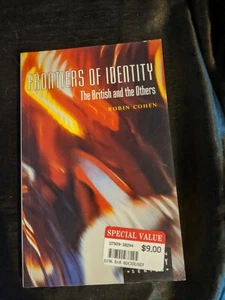 FRONTIERS OF IDENTITY
The British and the Others
ROBIN COHEN
SPECIAL VALUE
$9.00